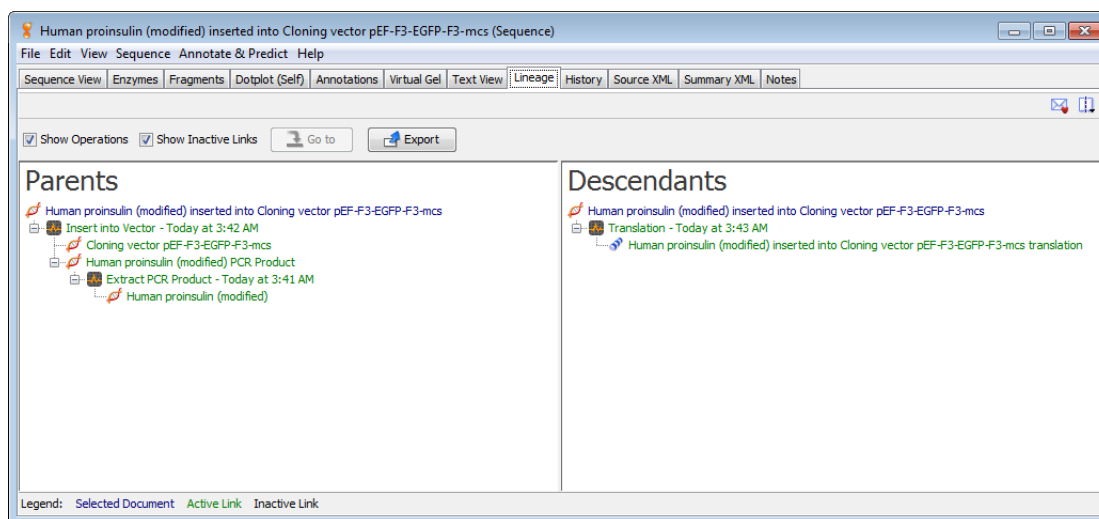 Human proinsulin (modified) inserted into Cloning vector pEF-F3-EGFP-F3-mcs (Sequence)
File Edit View Sequence Annotate & Predict Help
Sequence View Enzymes Fragments Dotplot (Self) Annotations Virtual Gel Text View Lineage History Source XML Summary XML Notes
Show Operations Show Inactive Links Go to Export
Parents
Human proinsulin (modified) inserted into Cloning vector pEF-F3-EGFP-F3-mcs
Insert into Vector - Today at 3:42 AM
Cloning vector pEF-F3-EGFP-F3-mcs
Human proinsulin (modified) PCR Product
Extract PCR Product - Today at 3:41 AM
Human proinsulin (modified)
Descendants
Human proinsulin (modified) inserted into Cloning vector pEF-F3-EGFP-F3-mcs
Translation - Today at 3:43 AM
Human proinsulin (modified) inserted into Cloning vector pEF-F3-EGFP-F3-mcs translation
Legend: Selected Document Active Link Inactive Link